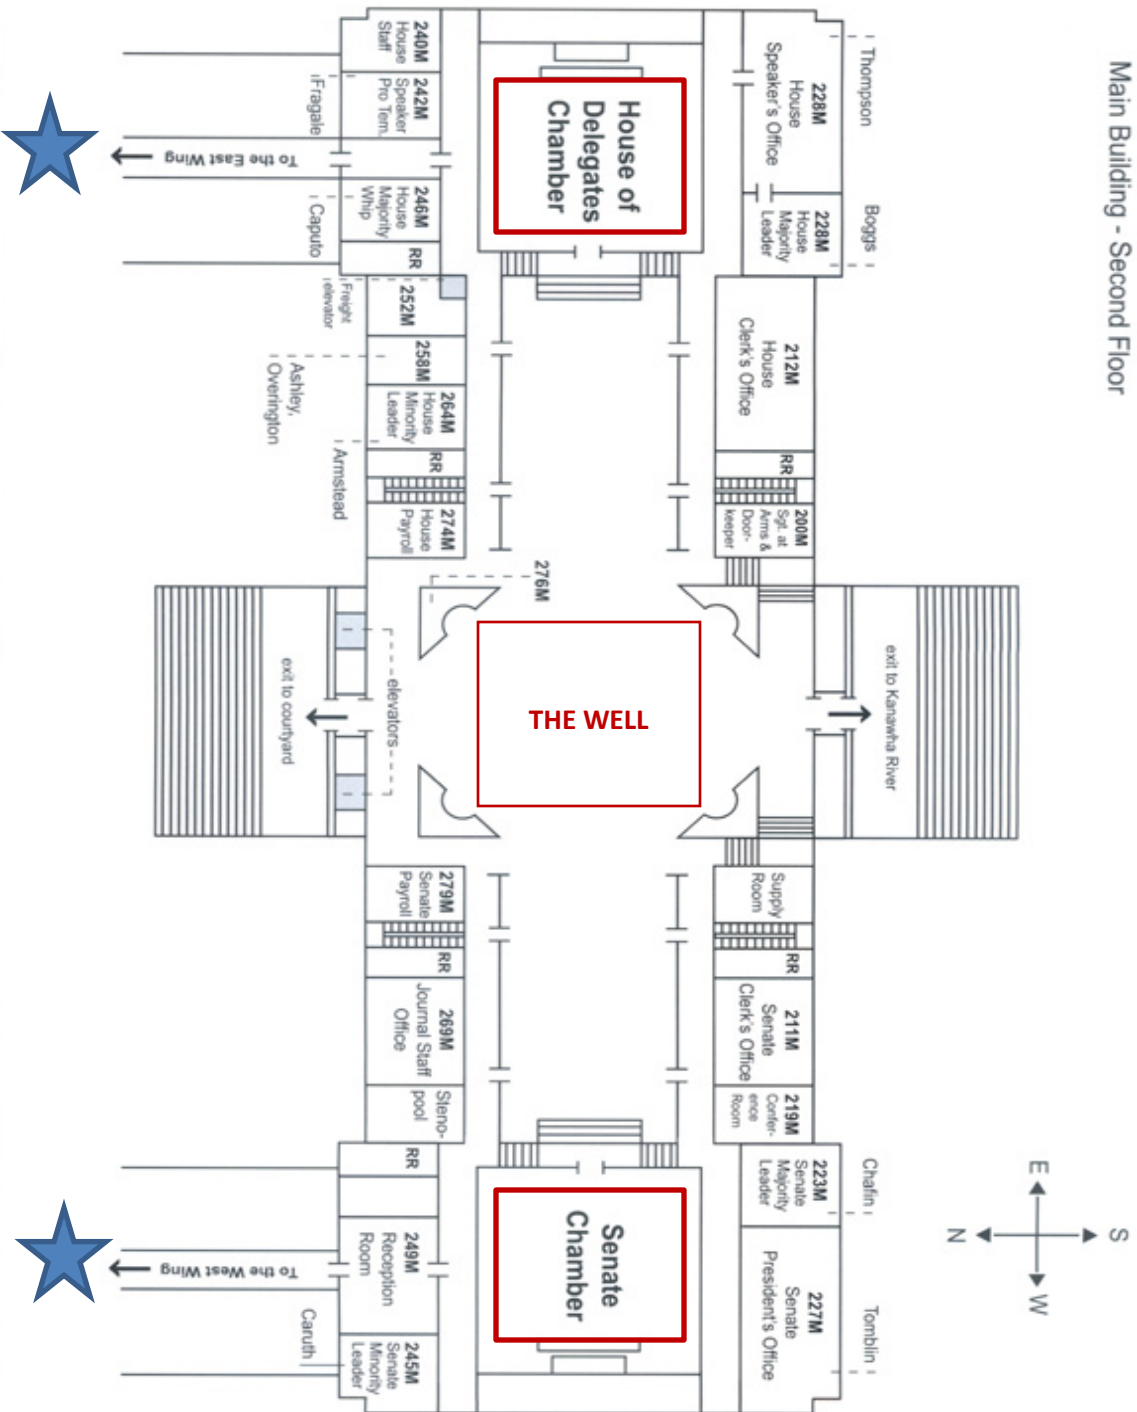 Main Building - Second Floor
Thompson
Boggs
228M
House
Speaker's Office
228M
House
Majority
Leader
House of
Delegates
Chamber
240M
House
Staff
242M
Speaker
Pro Tem.
Fragale
To the East Wing
246M
House
Majority
Whip
Caputo
RR
Freight
elevator
252M
258M
Ashley,
Overington
264M
House
Minority
Leader
Armstead
RR
274M
House
Payroll
212M
House
Clerk's Office
RR
200M
Sgt. at
Arms &
Door-
keeper
276M
THE WELL
elevators
exit to courtyard
exit to Kanawha River
279M
Senate
Payroll
RR
269M
Journal Staff
Office
Steno-
pool
Supply
Room
RR
211M
Senate
Clerk's Office
219M
Confer-
ence
Room
RR
249M
Reception
Room
To the West Wing
245M
Senate
Minority
Leader
Caruth
Senate
Chamber
223M
Senate
Majority
Leader
Chafin
227M
Senate
President's Office
Tomblin
E
S
N
W